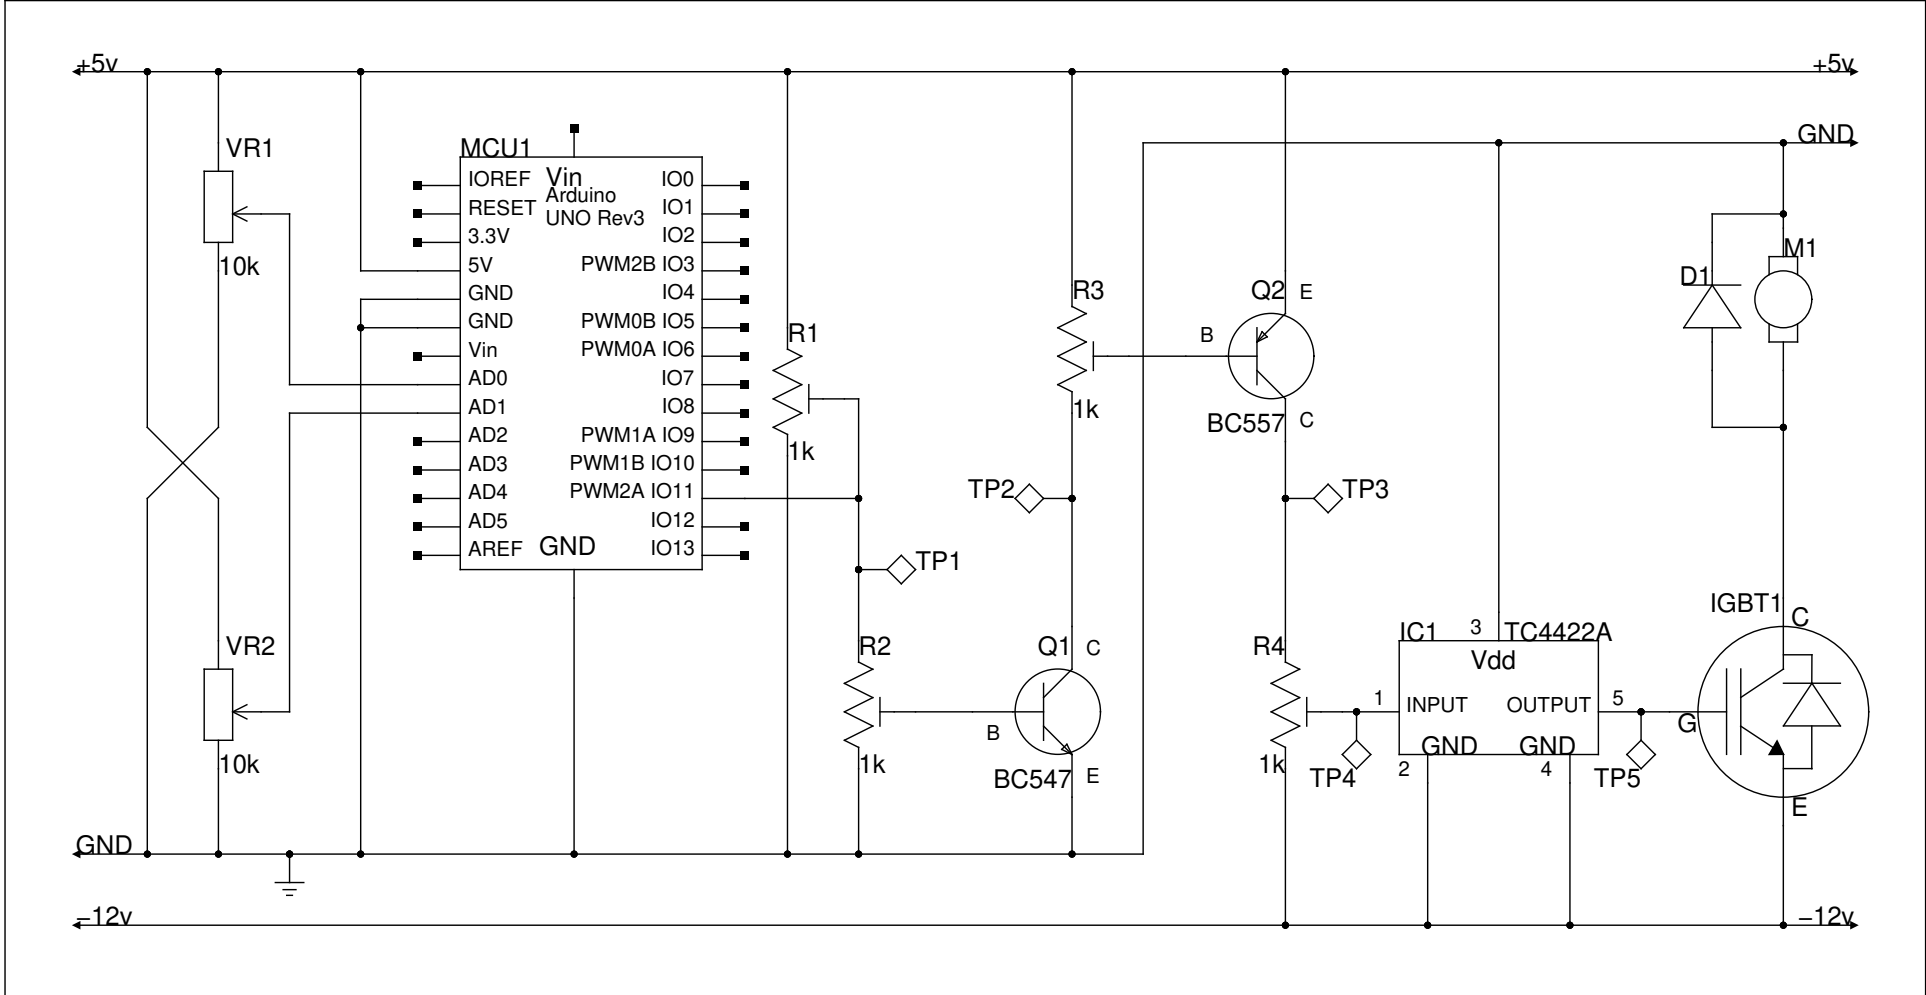 +5v
+5v
GND
VR1
10k
MCU1
Vin
Arduino
UNO Rev3
IOREF
RESET
3.3V
5V
GND
GND
Vin
AD0
AD1
AD2
AD3
AD4
AD5
AREF
GND
IO0
IO1
IO2
PWM2B IO3
IO4
PWM0B IO5
PWM0A IO6
IO7
IO8
PWM1A IO9
PWM1B IO10
PWM2A IO11
IO12
IO13
R1
1k
TP1
R2
1k
R3
1k
TP2
Q1
C
B
E
BC547
Q2
E
B
C
BC557
TP3
R4
1k
TP4
IC1
3
TC4422A
Vdd
1
INPUT
OUTPUT
5
GND
GND
2
4
TP5
D1
M1
IGBT1
C
G
E
VR2
10k
GND
−12v
−12v